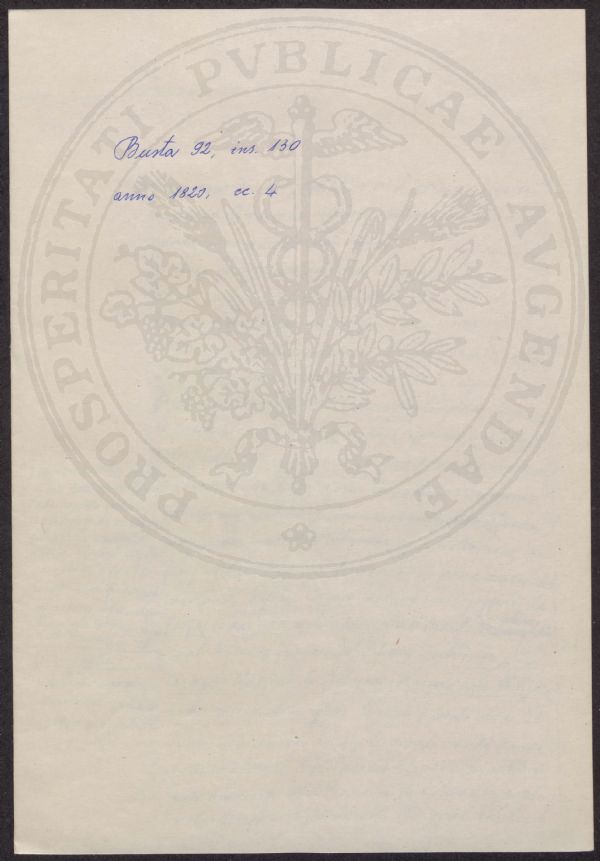 Busta 92, ins. 130
anno 1820, cc. 4
PROSPERITATI PVBLICAE AVGENDAE